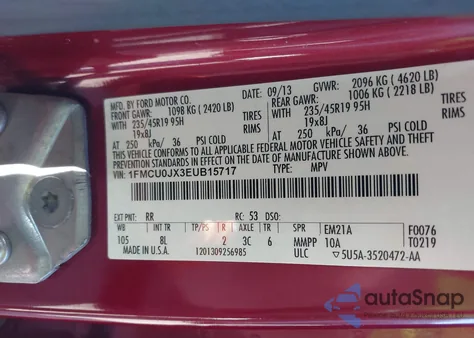 MFD. BY FORD MOTOR CO. DATE: 09/13 GVWR: 2096 KG ( 4620 LB)
FRONT GAWR: 1098 KG ( 2420 LB) REAR GAWR: 1006 KG ( 2218 LB)
WITH 235/45R19 95H TIRES WITH 235/45R19 95H TIRES
19x8J RIMS 19x8J RIMS
AT 250 kPa/ 36 PSI COLD AT 250 kPa/ 36 PSI COLD
THIS VEHICLE CONFORMS TO ALL APPLICABLE FEDERAL MOTOR VEHICLE SAFETY AND THEFT PREVENTION STANDARDS IN EFFECT ON THE DATE OF MANUFACTURE SHOWN ABOVE.
VIN: 1FMCU0JX3EUB15717 TYPE: MPV
EXT PNT: RR RC: 53 DSO:
WB BRK INT TR TP/PS R AXLE TR SPR EM21A F0076
105 8L 2 3C 6 MMPP 10A T0219
MADE IN U.S.A. 1201309256985 ULC 5U5A-3520472-AA
autoSnap